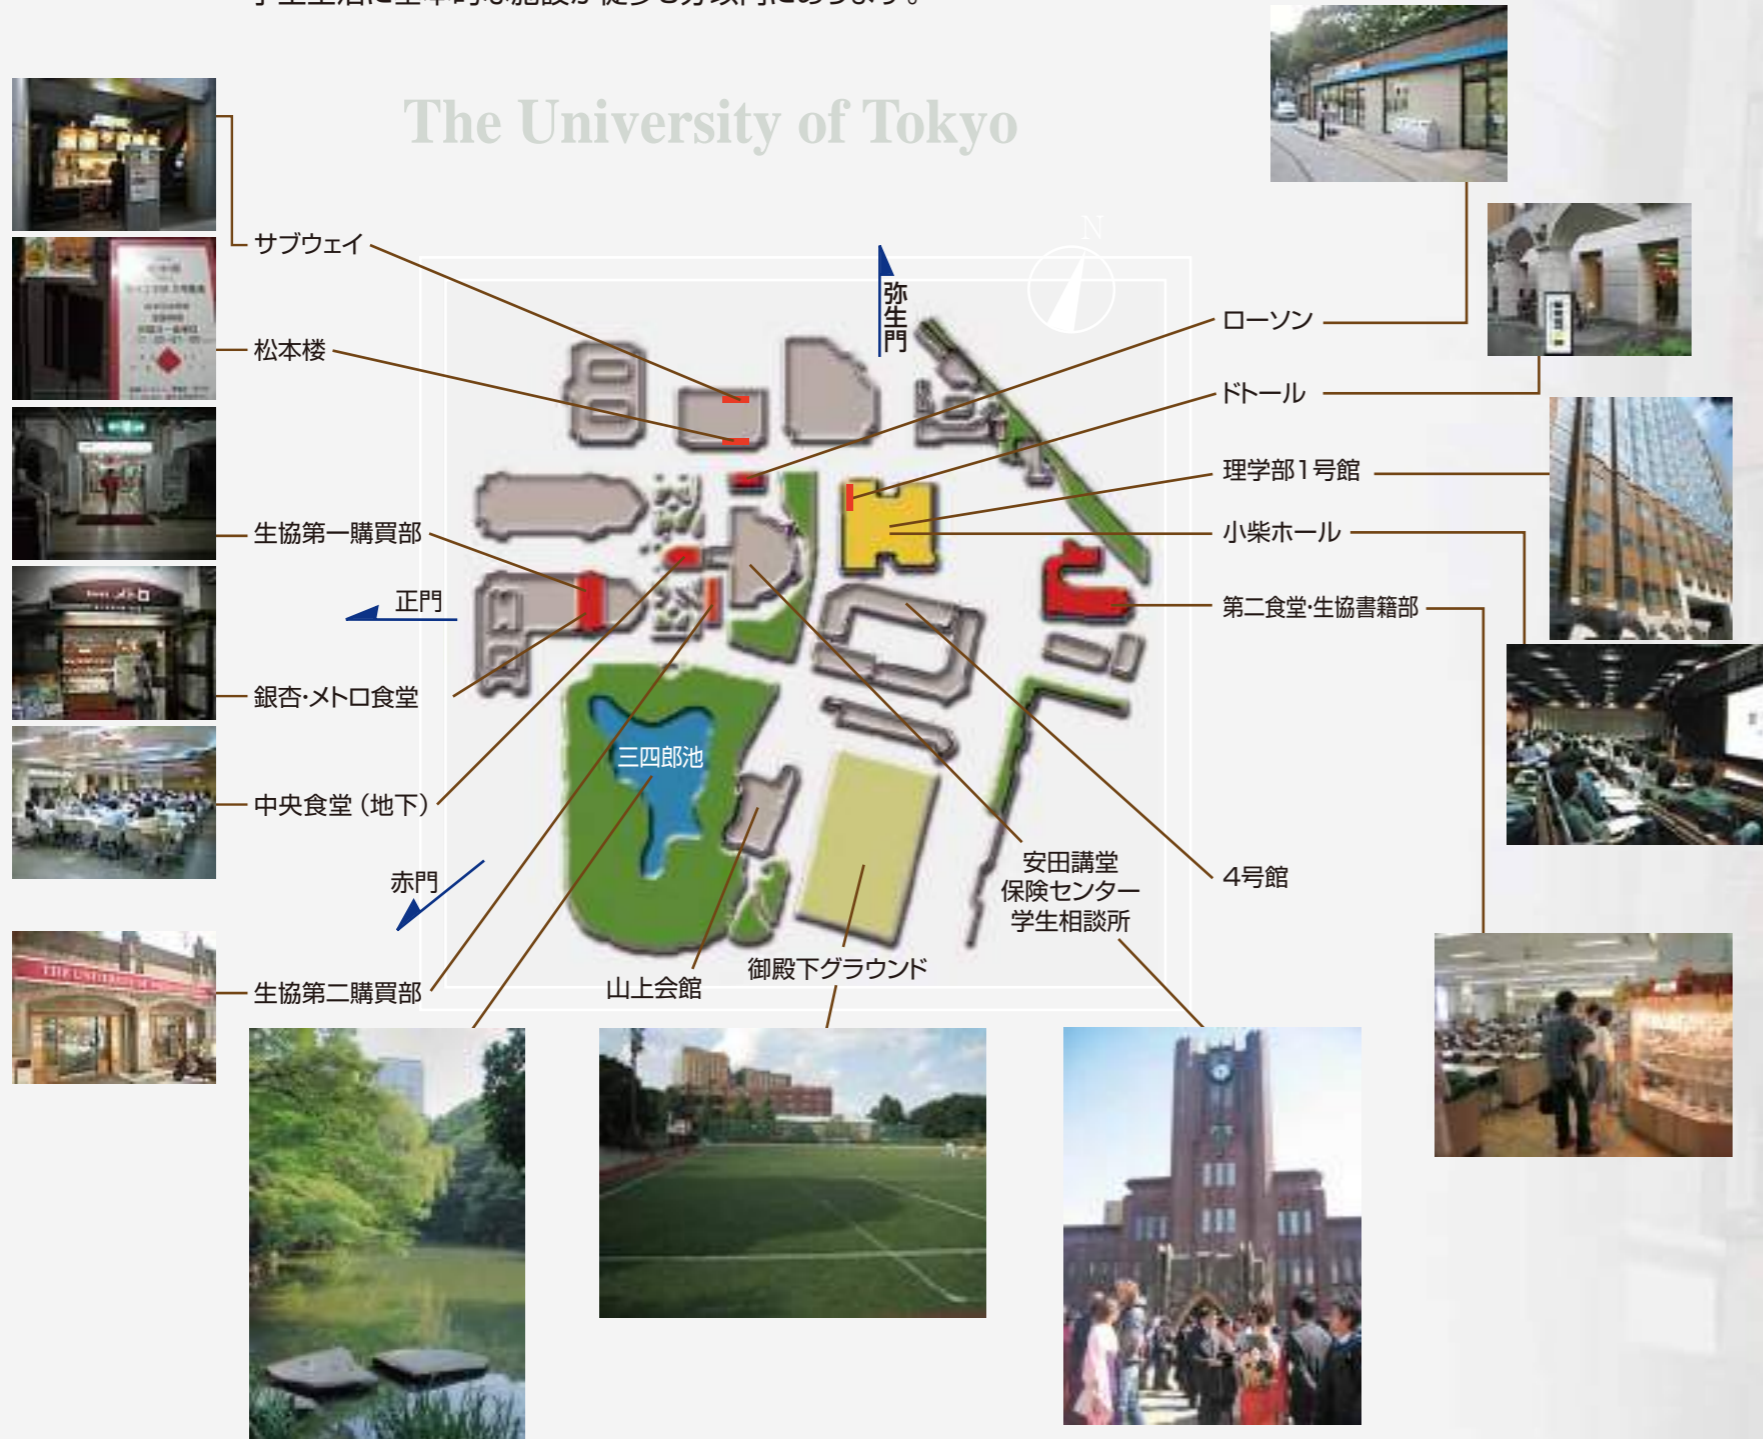 The University of Tokyo
N
サブウェイ
弥生門
ローソン
松本楼
ドトール
理学部1号館
生協第一購買部
小柴ホール
正門
第二食堂・生協書籍部
銀杏・メトロ食堂
三四郎池
中央食堂(地下)
赤門
安田講堂
保険センター
学生相談所
4号館
生協第二購買部
山上会館
御殿下グラウンド
THE UNIVERSITY OF